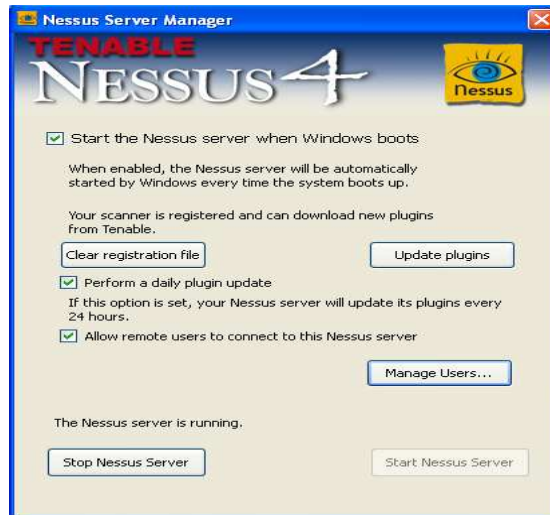 Nessus Server Manager
TENABLE
NESSUS 4
Nessus
Start the Nessus server when Windows boots
When enabled, the Nessus server will be automatically
started by Windows every time the system boots up.
Your scanner is registered and can download new plugins
from Tenable.
Clear registration file
Update plugins
Perform a daily plugin update
If this option is set, your Nessus server will update its plugins every
24 hours.
Allow remote users to connect to this Nessus server
Manage Users...
The Nessus server is running.
Stop Nessus Server
Start Nessus Server